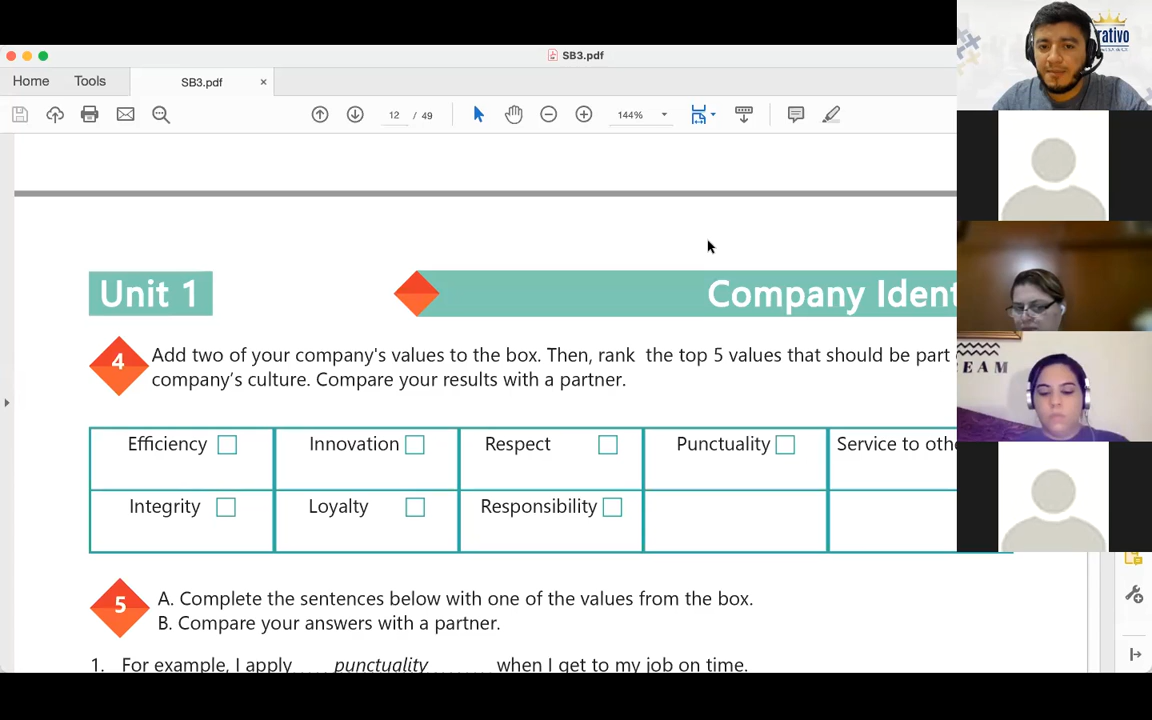 SB3.pdf
Home
Tools
SB3.pdf
12 / 49
144%
rativo
Unit 1
Company Ident
4
Add two of your company's values to the box. Then, rank the top 5 values that should be part
company's culture. Compare your results with a partner.
EAM
Efficiency
Innovation
Respect
Punctuality
Service to othe
Integrity
Loyalty
Responsibility
5
A. Complete the sentences below with one of the values from the box.
B. Compare your answers with a partner.
1. For example, I apply punctuality when I get to my job on time.